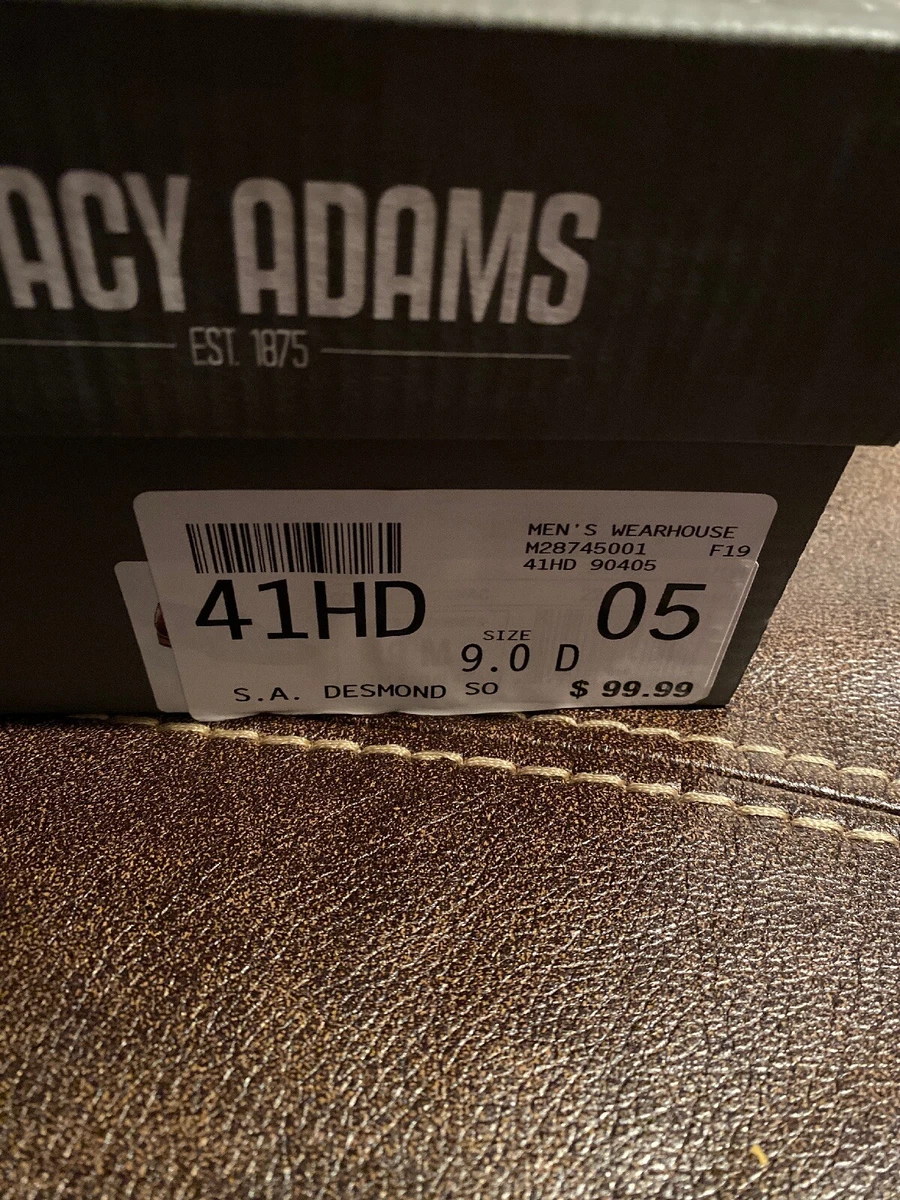 ACY ADAMS
EST. 1875
MEN'S WEARHOUSE
M28745001 F19
41HD 90405
41HD 05
SIZE
9.0 D
S.A. DESMOND SO $ 99.99